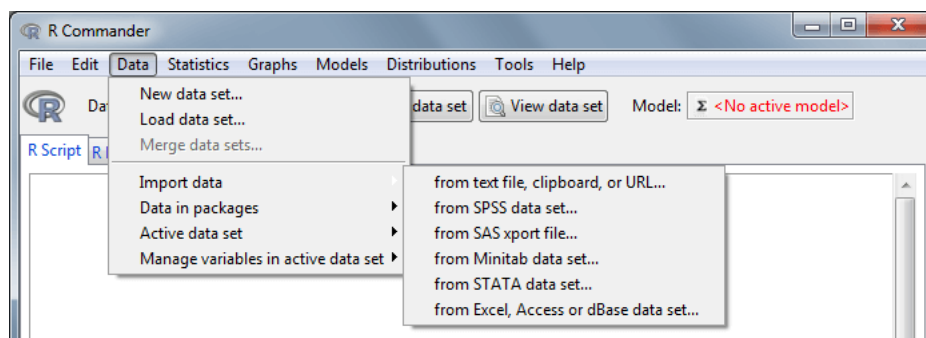 R Commander
File Edit Data Statistics Graphs Models Distributions Tools Help
New data set...
Load data set...
Merge data sets...
data set View data set Model: Σ <No active model>
R Script
Import data
Data in packages
Active data set
Manage variables in active data set
from text file, clipboard, or URL...
from SPSS data set...
from SAS xport file...
from Minitab data set...
from STATA data set...
from Excel, Access or dBase data set...